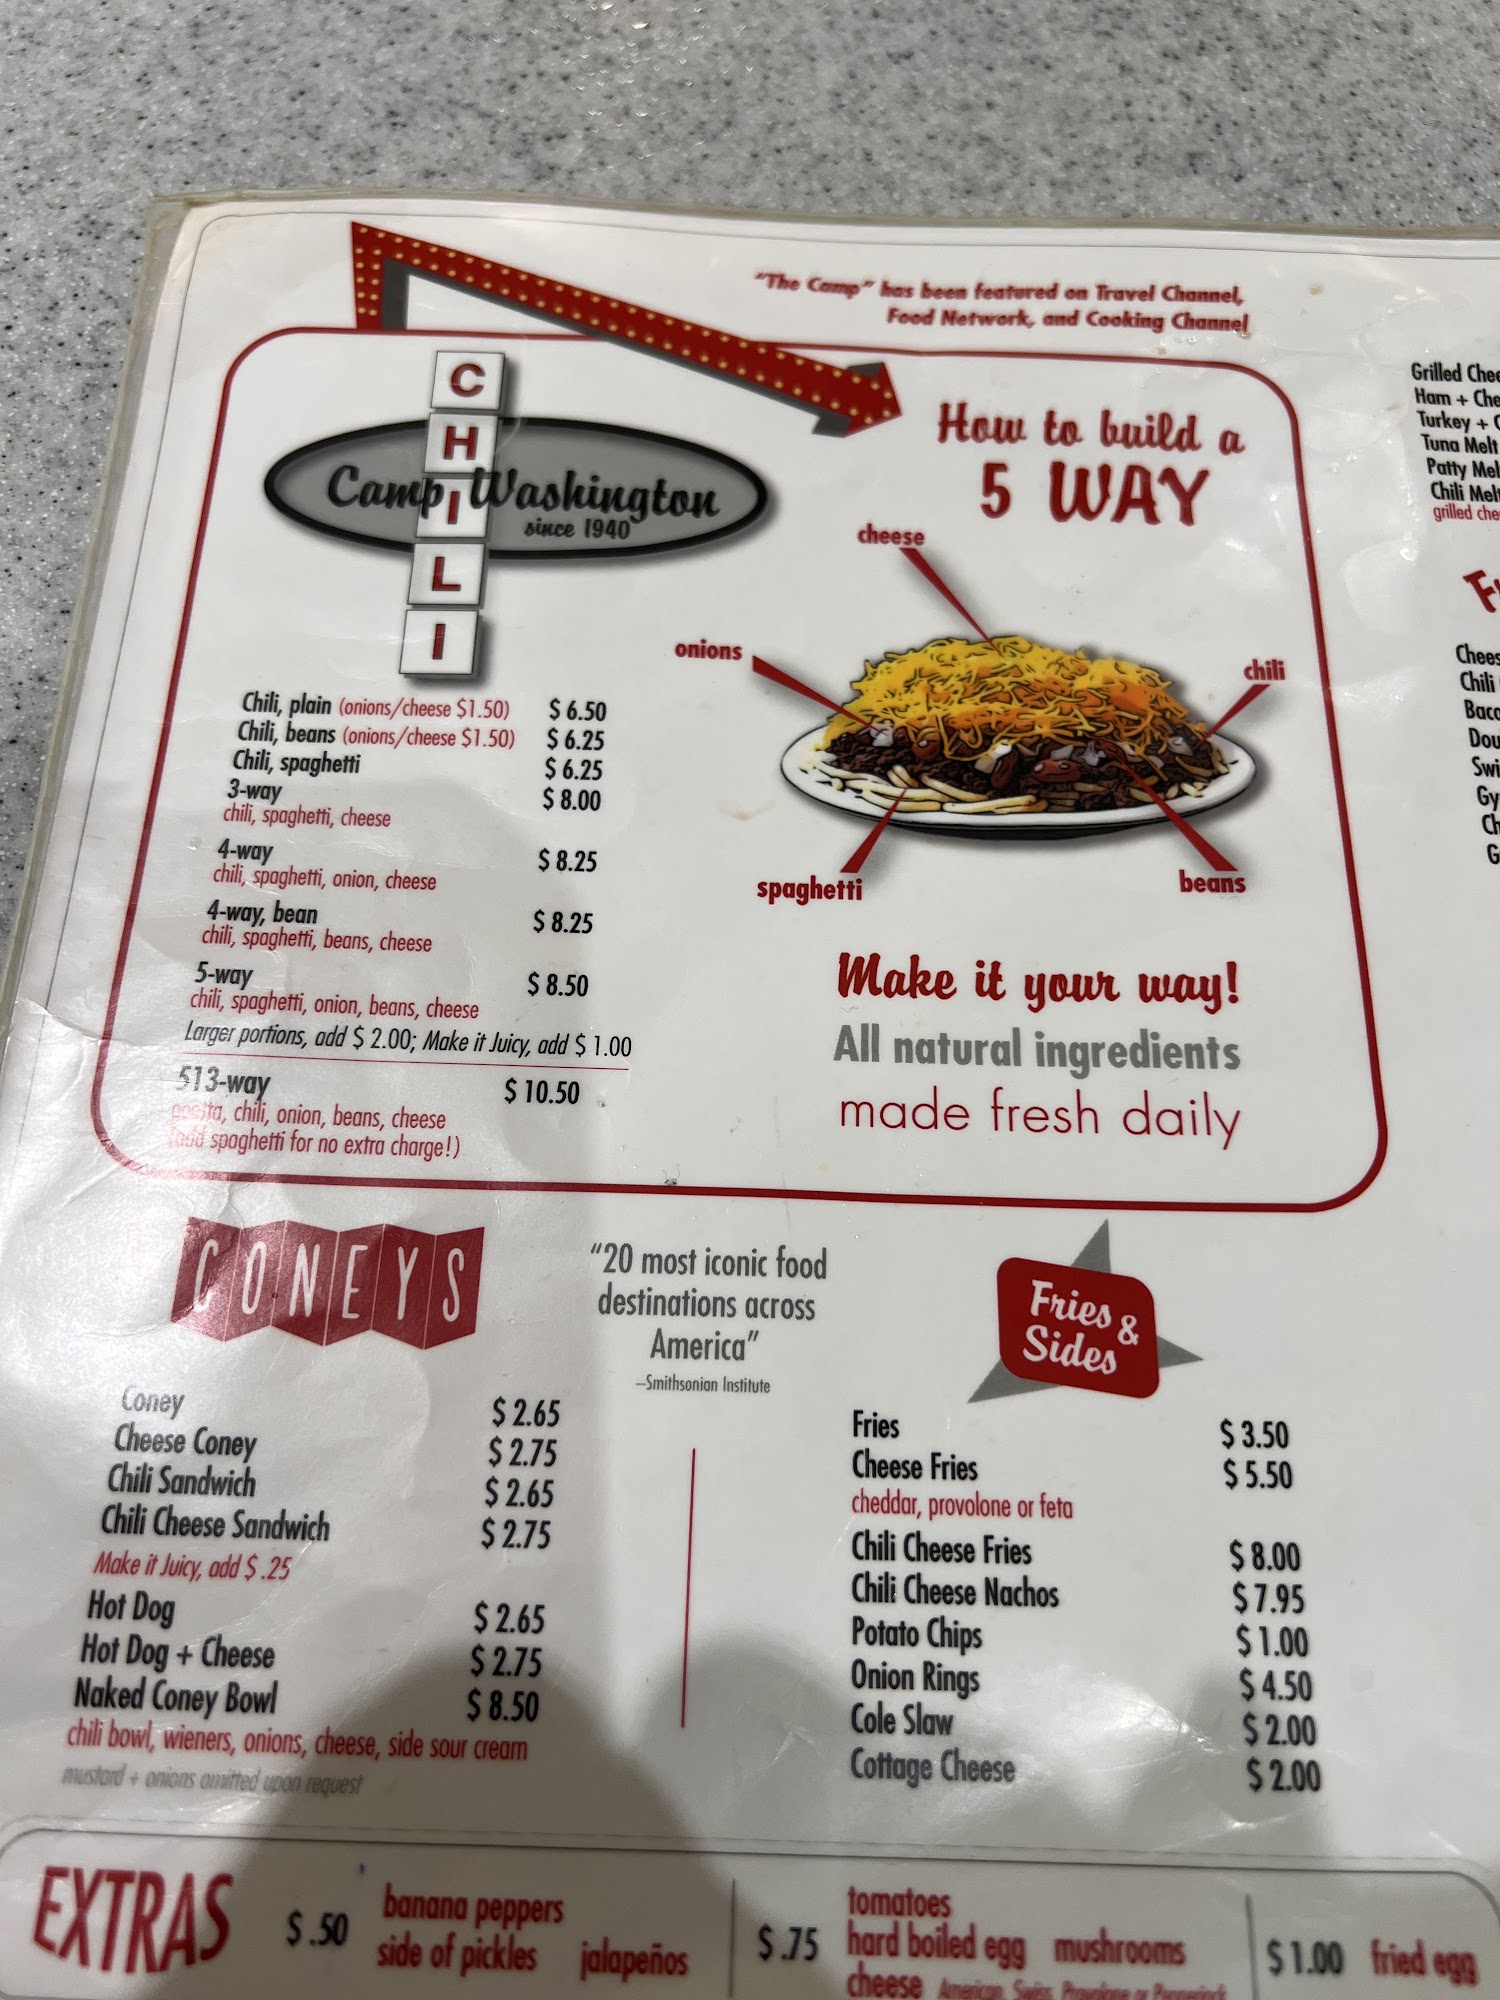 "The Camp" has been featured on Travel Channel,
Food Network, and Cooking Channel
CHILI
Camp Washington
since 1940
How to build a
5 WAY
cheese
onions
chili
spaghetti
beans
Chili, plain (onions/cheese $1.50) $ 6.50
Chili, beans (onions/cheese $1.50) $ 6.25
Chili, spaghetti $ 6.25
3-way $ 8.00
chili, spaghetti, cheese
4-way $ 8.25
chili, spaghetti, onion, cheese
4-way, bean $ 8.25
chili, spaghetti, beans, cheese
5-way $ 8.50
chili, spaghetti, onion, beans, cheese
Larger portions, add $ 2.00; Make it Juicy, add $ 1.00
513-way $ 10.50
chili, onion, beans, cheese
(add spaghetti for no extra charge!)
Make it your way!
All natural ingredients
made fresh daily
CONEYS
Coney $ 2.65
Cheese Coney $ 2.75
Chili Sandwich $ 2.65
Chili Cheese Sandwich $ 2.75
Make it Juicy, add $ .25
Hot Dog $ 2.65
Hot Dog + Cheese $ 2.75
Naked Coney Bowl $ 8.50
chili bowl, wieners, onions, cheese, side sour cream
mustard + onions omitted upon request
"20 most iconic food
destinations across
America"
–Smithsonian Institute
Fries &
Sides
Fries $ 3.50
Cheese Fries $ 5.50
cheddar, provolone or feta
Chili Cheese Fries $ 8.00
Chili Cheese Nachos $ 7.95
Potato Chips $ 1.00
Onion Rings $ 4.50
Cole Slaw $ 2.00
Cottage Cheese $ 2.00
Grilled
Ham +
Turkey +
Tuna Melt
Patty
Chili
grilled
Chili
EXTRAS
$ .50 banana peppers
side of pickles jalapeños
$ .75 tomatoes
hard boiled egg mushrooms
cheese American, Swiss, Provolone or Pepperjack
$ 1.00 fried egg